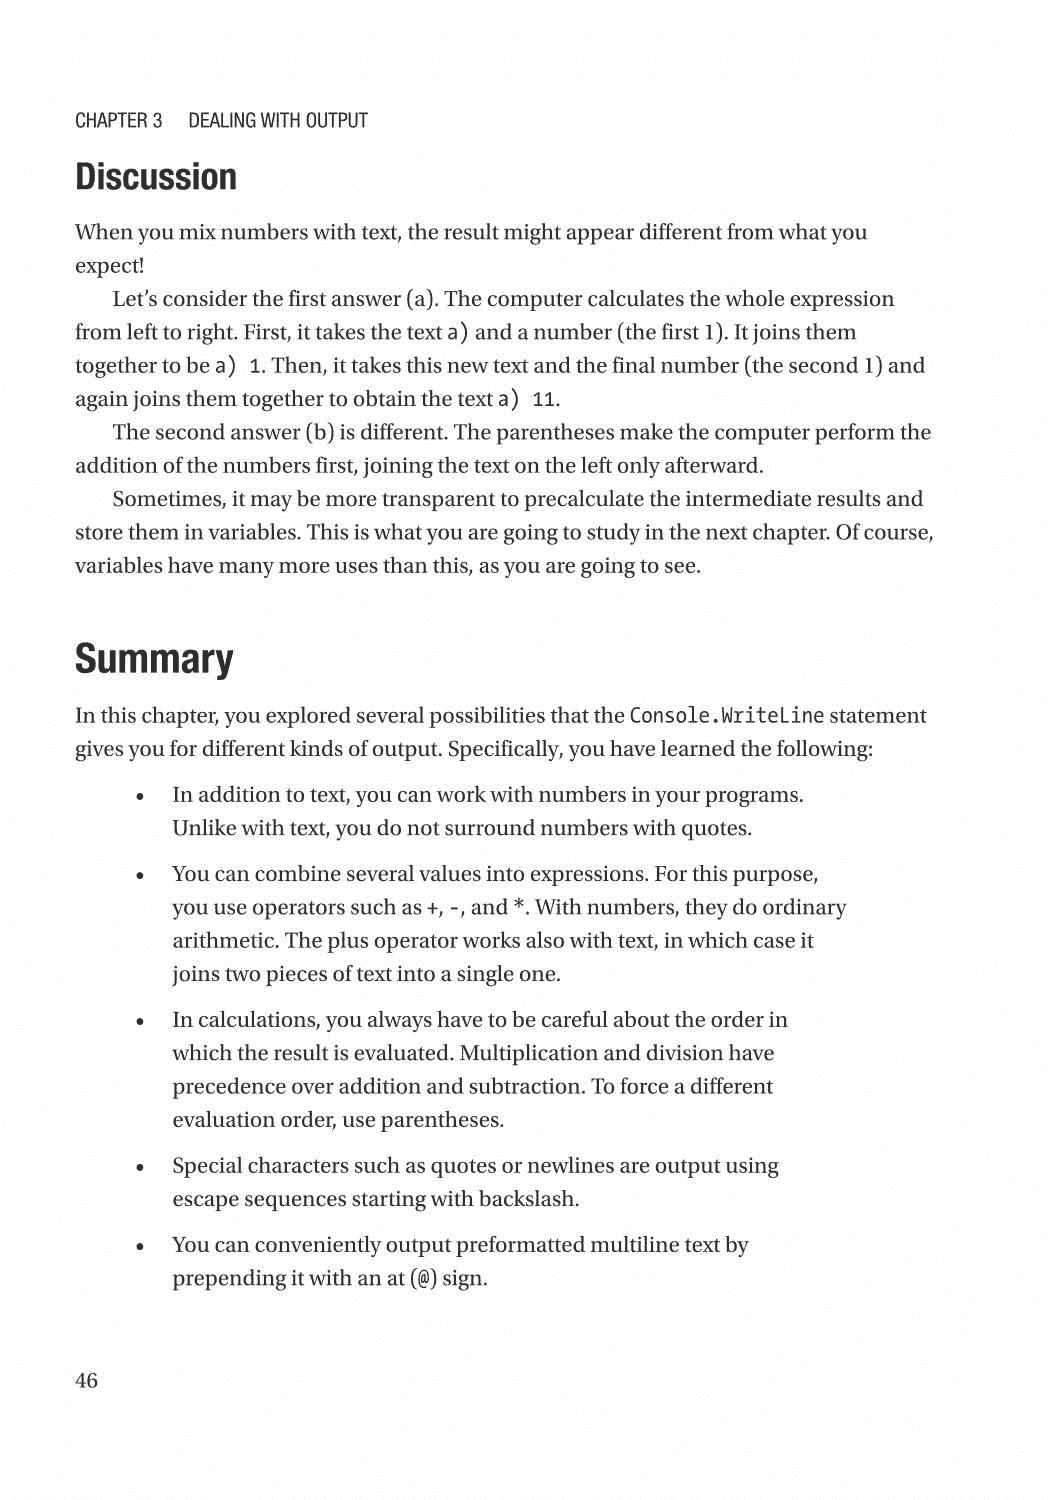 CHAPTER 3 DEALING WITH OUTPUT
Discussion
When you mix numbers with text, the result might appear different from what you
expect!
Let’s consider the first answer (a). The computer calculates the whole expression
from left to right. First, it takes the text a) and a number (the first 1). It joins them
together to be a) 1. Then, it takes this new text and the final number (the second 1) and
again joins them together to obtain the text a) 11.
The second answer (b) is different. The parentheses make the computer perform the
addition of the numbers first, joining the text on the left only afterward.
Sometimes, it may be more transparent to precalculate the intermediate results and
store them in variables. This is what you are going to study in the next chapter. Of course,
variables have many more uses than this, as you are going to see.
Summary
In this chapter, you explored several possibilities that the Console.WriteLine statement
gives you for different kinds of output. Specifically, you have learned the following:
• In addition to text, you can work with numbers in your programs.
Unlike with text, you do not surround numbers with quotes.
• You can combine several values into expressions. For this purpose,
you use operators such as +, -, and *. With numbers, they do ordinary
arithmetic. The plus operator works also with text, in which case it
joins two pieces of text into a single one.
• In calculations, you always have to be careful about the order in
which the result is evaluated. Multiplication and division have
precedence over addition and subtraction. To force a different
evaluation order, use parentheses.
• Special characters such as quotes or newlines are output using
escape sequences starting with backslash.
• You can conveniently output preformatted multiline text by
prepending it with an at (@) sign.
46